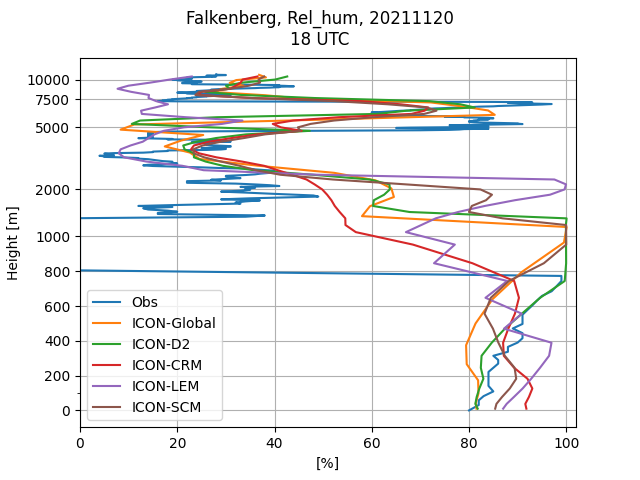 Falkenberg, Rel_hum, 20211120
18 UTC
Height [m]
10000
7500
5000
2000
1000
800
600
400
200
0
Obs
ICON-Global
ICON-D2
ICON-CRM
ICON-LEM
ICON-SCM
0 20 40 60 80 100
[%]